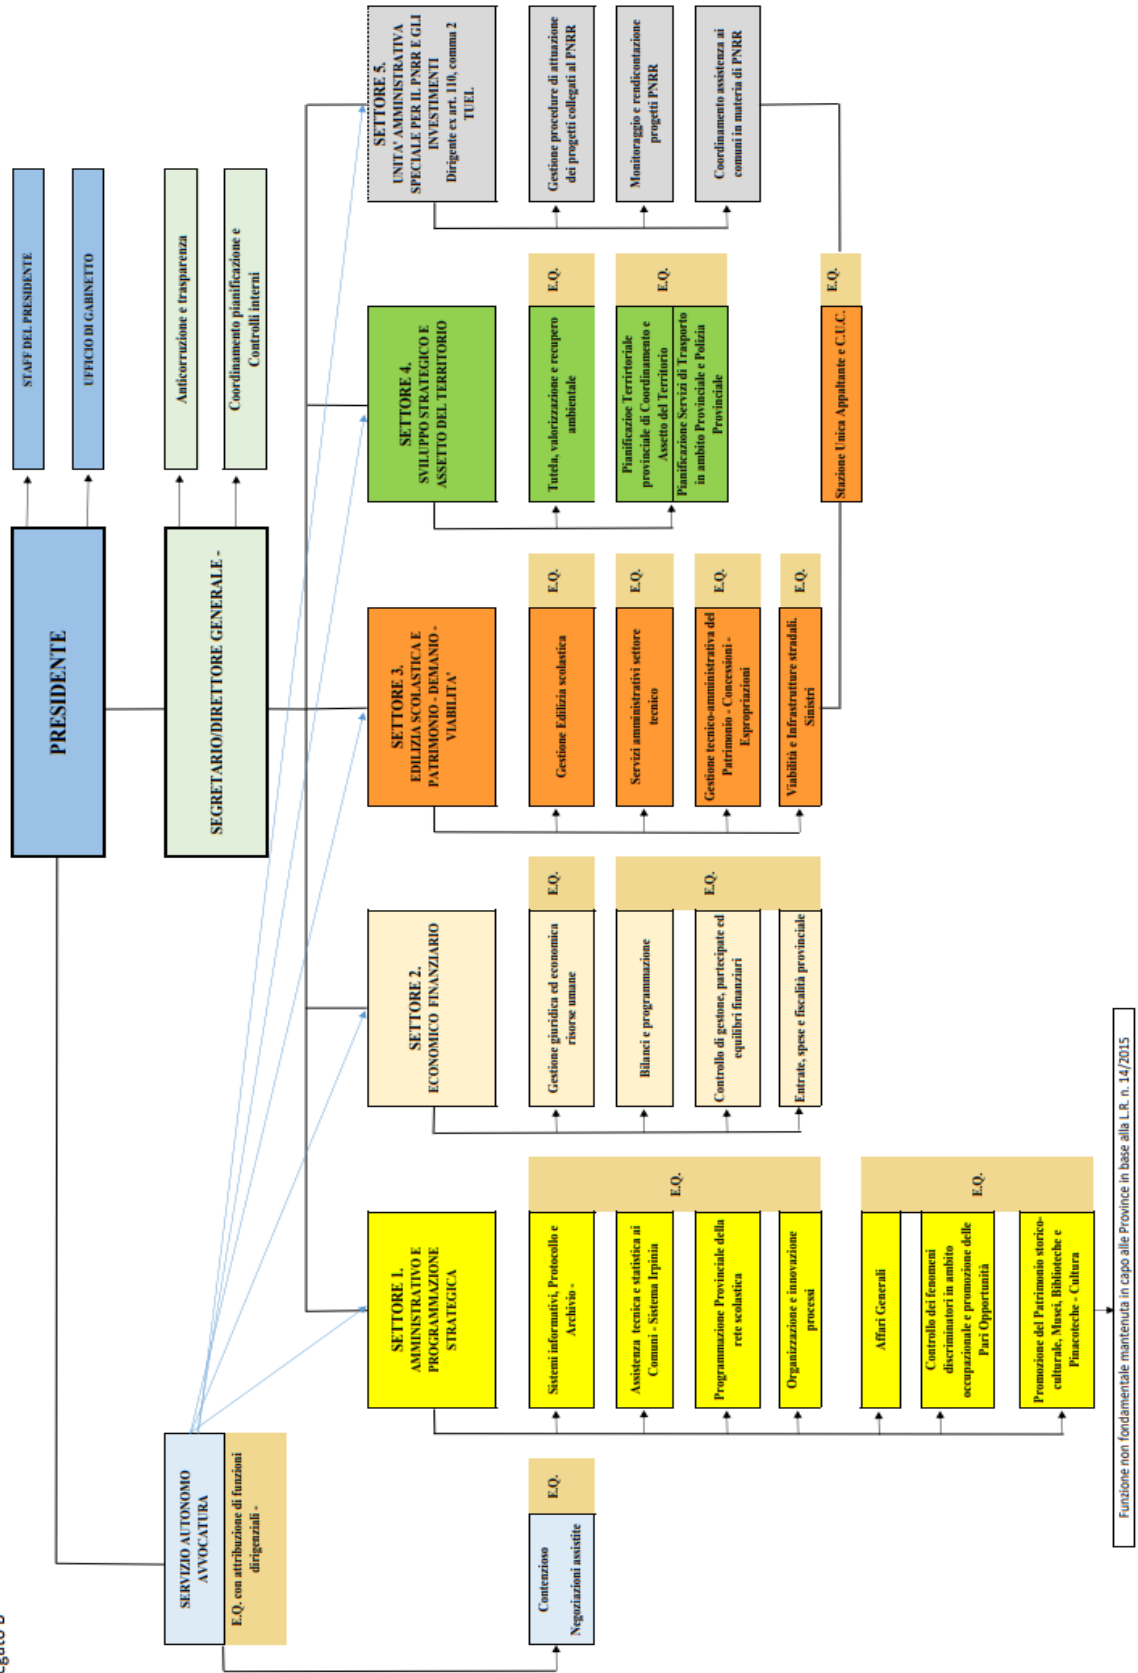 egato B
PRESIDENTE
STAFF DEL PRESIDENTE
UFFICIO DI GABINETTO
SEGRETARIO/DIRETTORE GENERALE -
Anticorruzione e trasparenza
Coordinamento pianificazione e
Controlli interni
SERVIZIO AUTONOMO
AVVOCATURA
E.Q. con attribuzione di funzioni
dirigenziali -
Contenzioso
Negoziazioni assistite
E.Q.
SETTORE 1.
AMMINISTRATIVO E
PROGRAMMAZIONE
STRATEGICA
Sistemi informativi, Protocollo e
Archivio -
Assistenza tecnica e statistica ai
Comuni - Sistema Irpinia
Programmazione Provinciale della
rete scolastica
Organizzazione e innovazione
processi
E.Q.
Affari Generali
Controllo dei fenomeni
discriminatori in ambito
occupazionale e promozione delle
Pari Opportunità
Promozione del Patrimonio storico-
culturale, Musei, Biblioteche e
Pinacoteche - Cultura
E.Q.
Funzione non fondamentale mantenuta in capo alle Province in base alla L.R. n. 14/2015
SETTORE 2.
ECONOMICO FINANZIARIO
Gestione giuridica ed economica
risorse umane
E.Q.
Bilanci e programmazione
Controllo di gestone, partecipate ed
equilibri finanziari
Entrate, spese e fiscalità provinciale
E.Q.
SETTORE 3.
EDILIZIA SCOLASTICA E
PATRIMONIO - DEMANIO -
VIABILITA'
Gestione Edilizia scolastica
E.Q.
Servizi amministrativi settore
tecnico
E.Q.
Gestione tecnico-amministrativa del
Patrimonio - Concessioni -
Espropriazioni
E.Q.
Viabilità e Infrastrutture stradali.
Sinistri
E.Q.
Stazione Unica Appaltante e C.U.C.
E.Q.
SETTORE 4.
SVILUPPO STRATEGICO E
ASSETTO DEL TERRITORIO
Tutela, valorizzazione e recupero
ambientale
E.Q.
Pianificazioe Terrirtoriale
provinciale di Coordinamento e
Assetto del Territorio
Pianificazione Servizi di Trasporto
in ambito Provinciale e Polizia
Provinciale
E.Q.
SETTORE 5.
UNITA' AMMINISTRATIVA
SPECIALE PER IL PNRR E GLI
INVESTIMENTI
Dirigente ex art. 110, comma 2
TUEL
Gestione procedure di attuazione
dei progetti collegati al PNRR
Monitoraggio e rendicontazione
progetti PNRR
Coordinamento assistenza ai
comuni in materia di PNRR